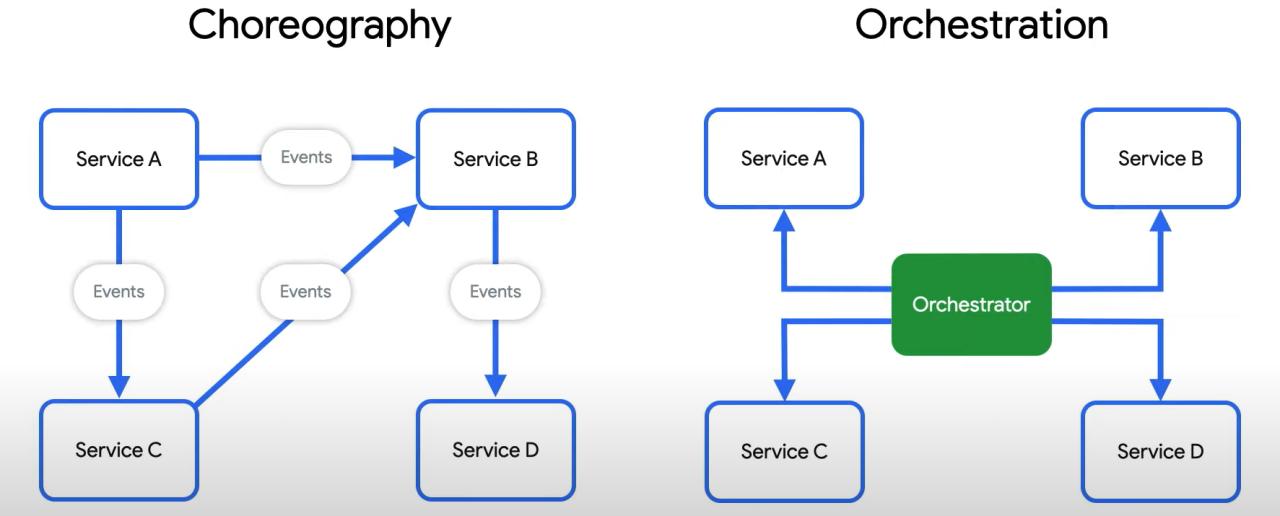 Choreography
Orchestration
Service A
Events
Service B
Events
Events
Events
Service C
Service D
Service A
Service B
Orchestrator
Service C
Service D